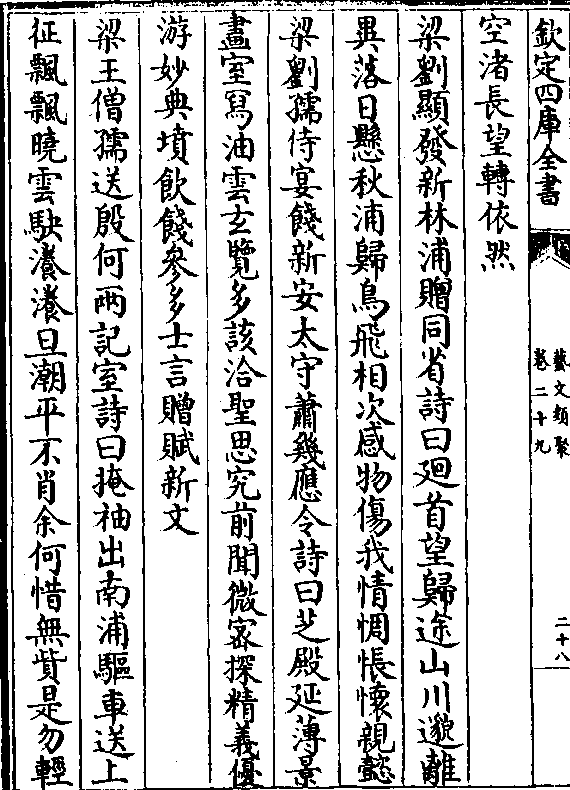 欽定四庫全書
藝文類聚
卷二十九
二十八
空渚長望轉依然
梁劉顯發新林浦贈同省詩曰廻首望歸途山川邈離
異落日懸秋浦歸鳥飛相次感物傷我情惆悵懷親懿
梁劉孺侍宴餞新安太守蕭幾應令詩曰芝殿延薄景
畫室寫油雲玄覽多該洽聖思究前聞微密探精義優
游妙典墳飲餞參多士言贈賦新文
梁王僧孺送殷何兩記室詩曰掩袖出南浦驅車送上
征飄飄曉雲駃瀁瀁旦潮平不肖余何惜無貲是勿輕